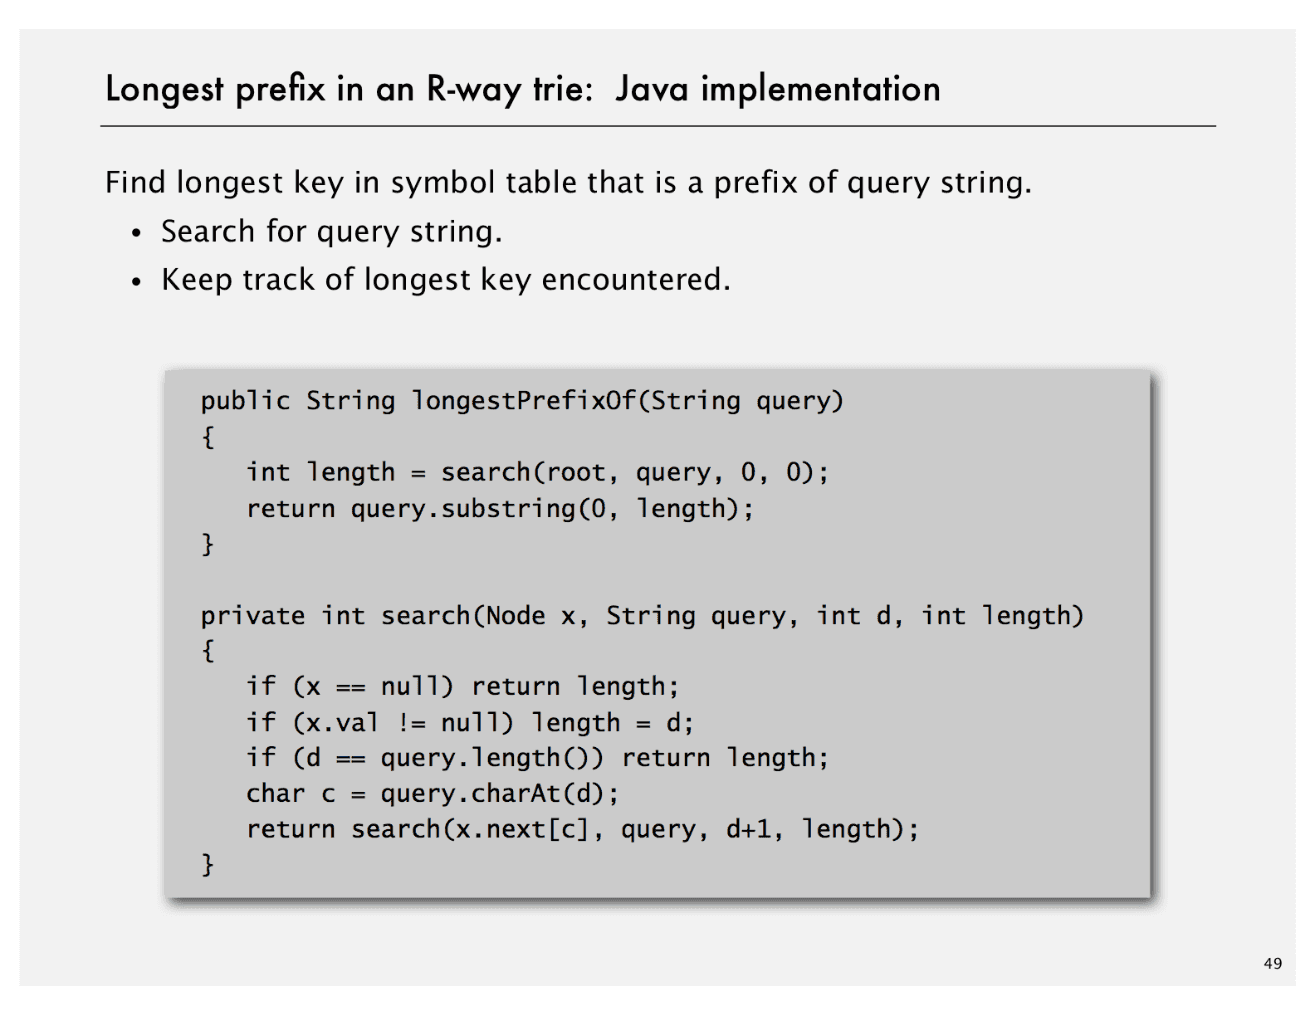 Longest prefix in an R-way trie:  Java implementation
Find longest key in symbol table that is a prefix of query string.
• Search for query string.
• Keep track of longest key encountered.
public String longestPrefixOf(String query)
{
   int length = search(root, query, 0, 0);
   return query.substring(0, length);
}
private int search(Node x, String query, int d, int length)
{
   if (x == null) return length;
   if (x.val != null) length = d;
   if (d == query.length()) return length;
   char c = query.charAt(d);
   return search(x.next[c], query, d+1, length);
}
49